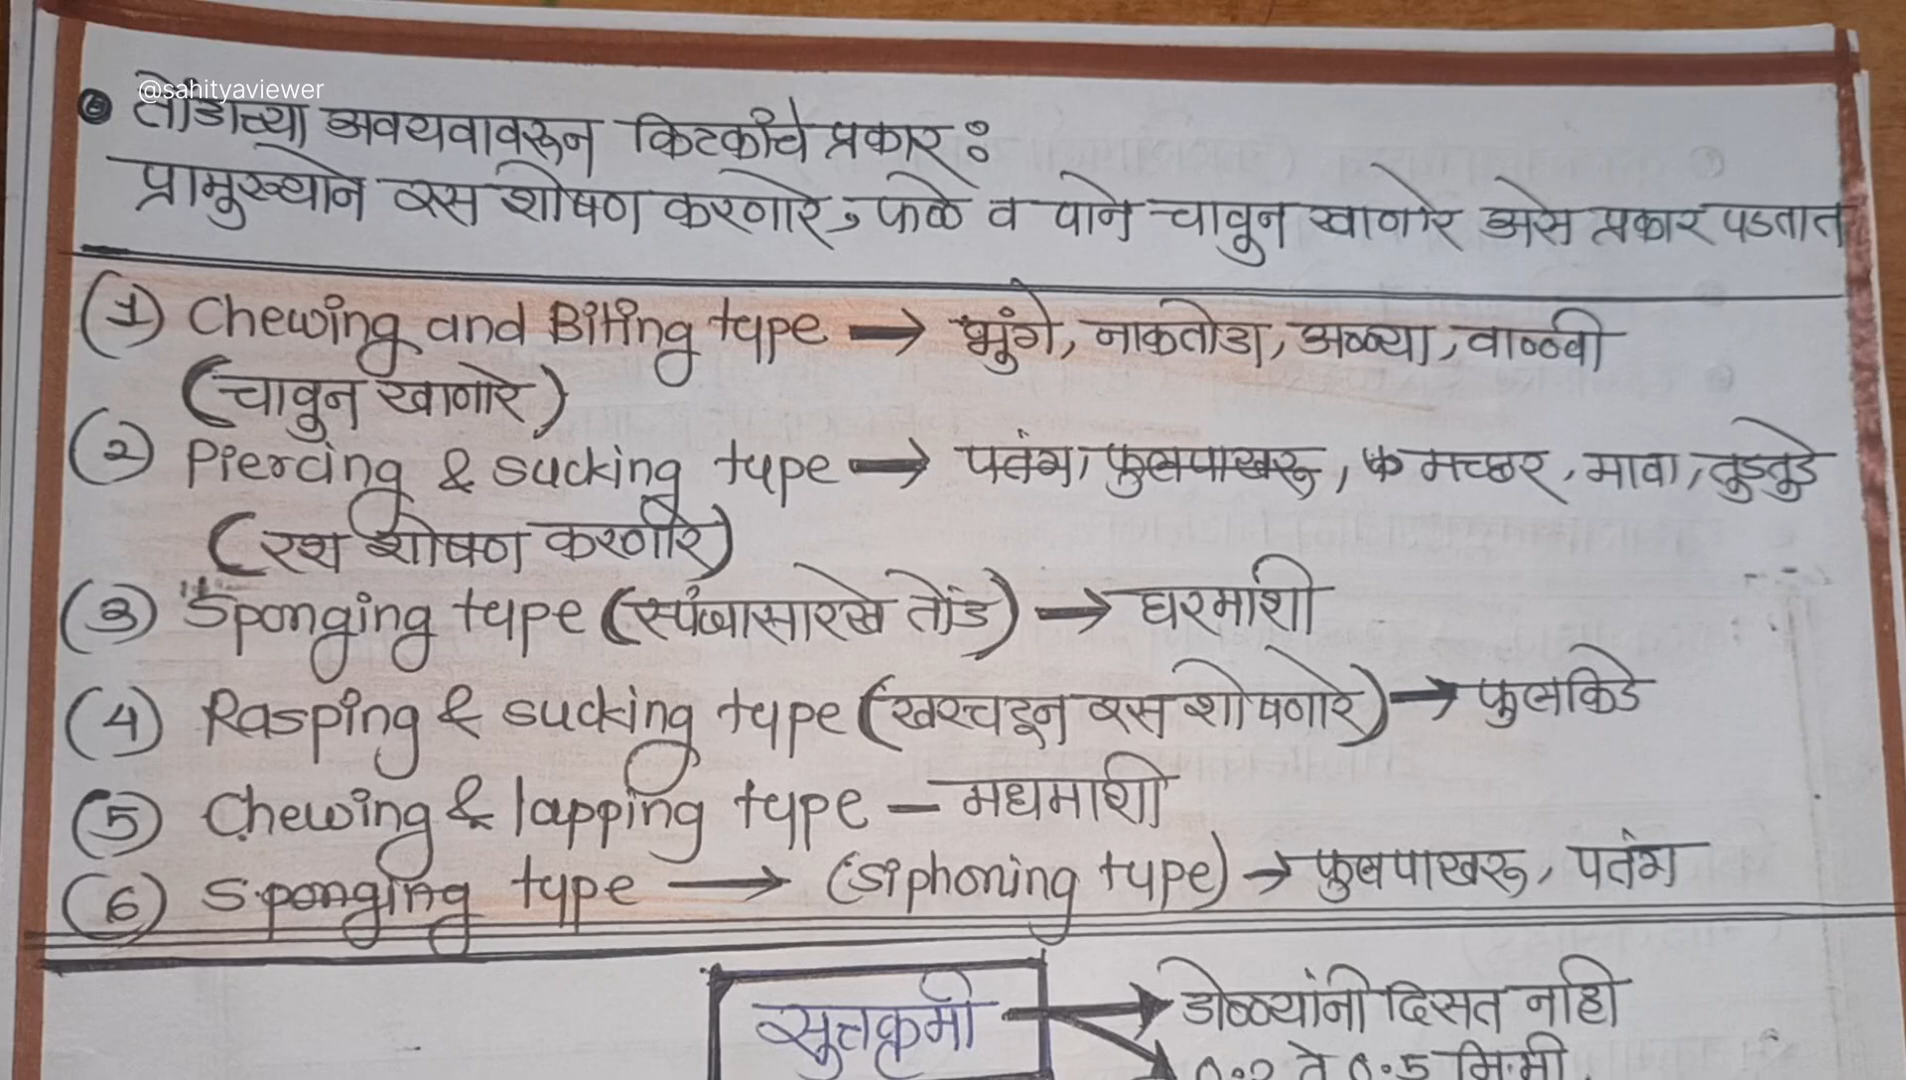 @sahityaviewer
तोंडाच्या अवयवावरून किटकांचे प्रकार :
प्रामुख्याने रस शोषण करणारे, फळे व पाने चावून खाणारे असे प्रकार पडतात
(1) Chewing and Biting type → भुंगे, नाकतोडा, अळ्या, वाळवी
(चावून खाणारे)
(2) Piercing & sucking type → पतंग, फुलपाखरू, मच्छर, मावा, तुडतुडे
(रस शोषण करणारे)
(3) Sponging type (स्पंजासारखे तोंड) → घरमाशी
(4) Rasping & sucking type (खरचडून रस शोषणारे) → फुलकिडे
(5) Chewing & lapping type – मधमाशी
(6) Sponging type → (siphoning type) → फुलपाखरू, पतंग
सुत्तकृमी → डोळ्यांनी दिसत नाही
0.2 ते 0.5 मि.मी.